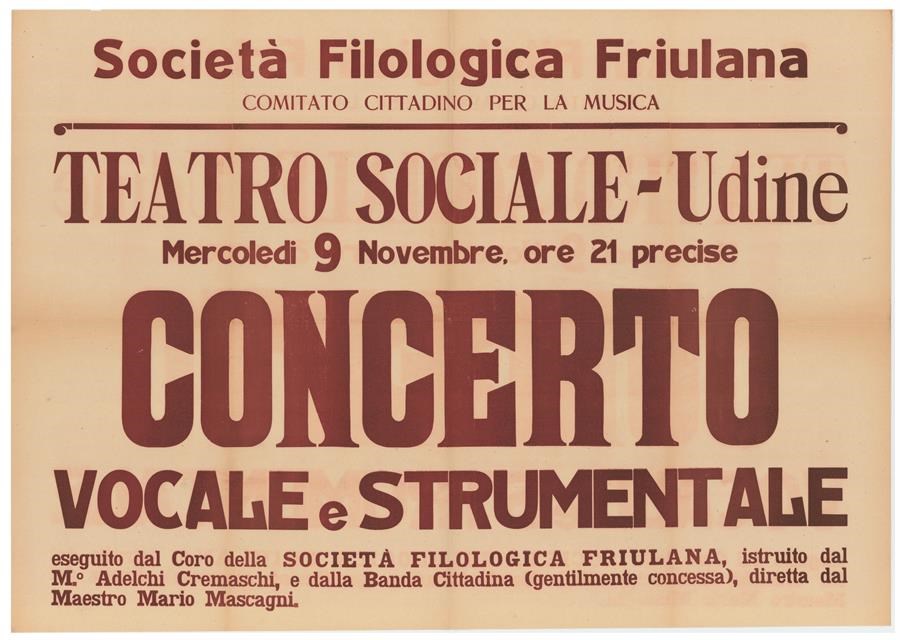 Società Filologica Friulana
COMITATO CITTADINO PER LA MUSICA
TEATRO SOCIALE - Udine
Mercoledi 9 Novembre, ore 21 precise
CONCERTO
VOCALE e STRUMENTALE
eseguito dal Coro della SOCIETÀ FILOLOGICA FRIULANA, istruito dal
M.º Adelchi Cremaschi, e dalla Banda Cittadina (gentilmente concessa), diretta dal
Maestro Mario Mascagni.